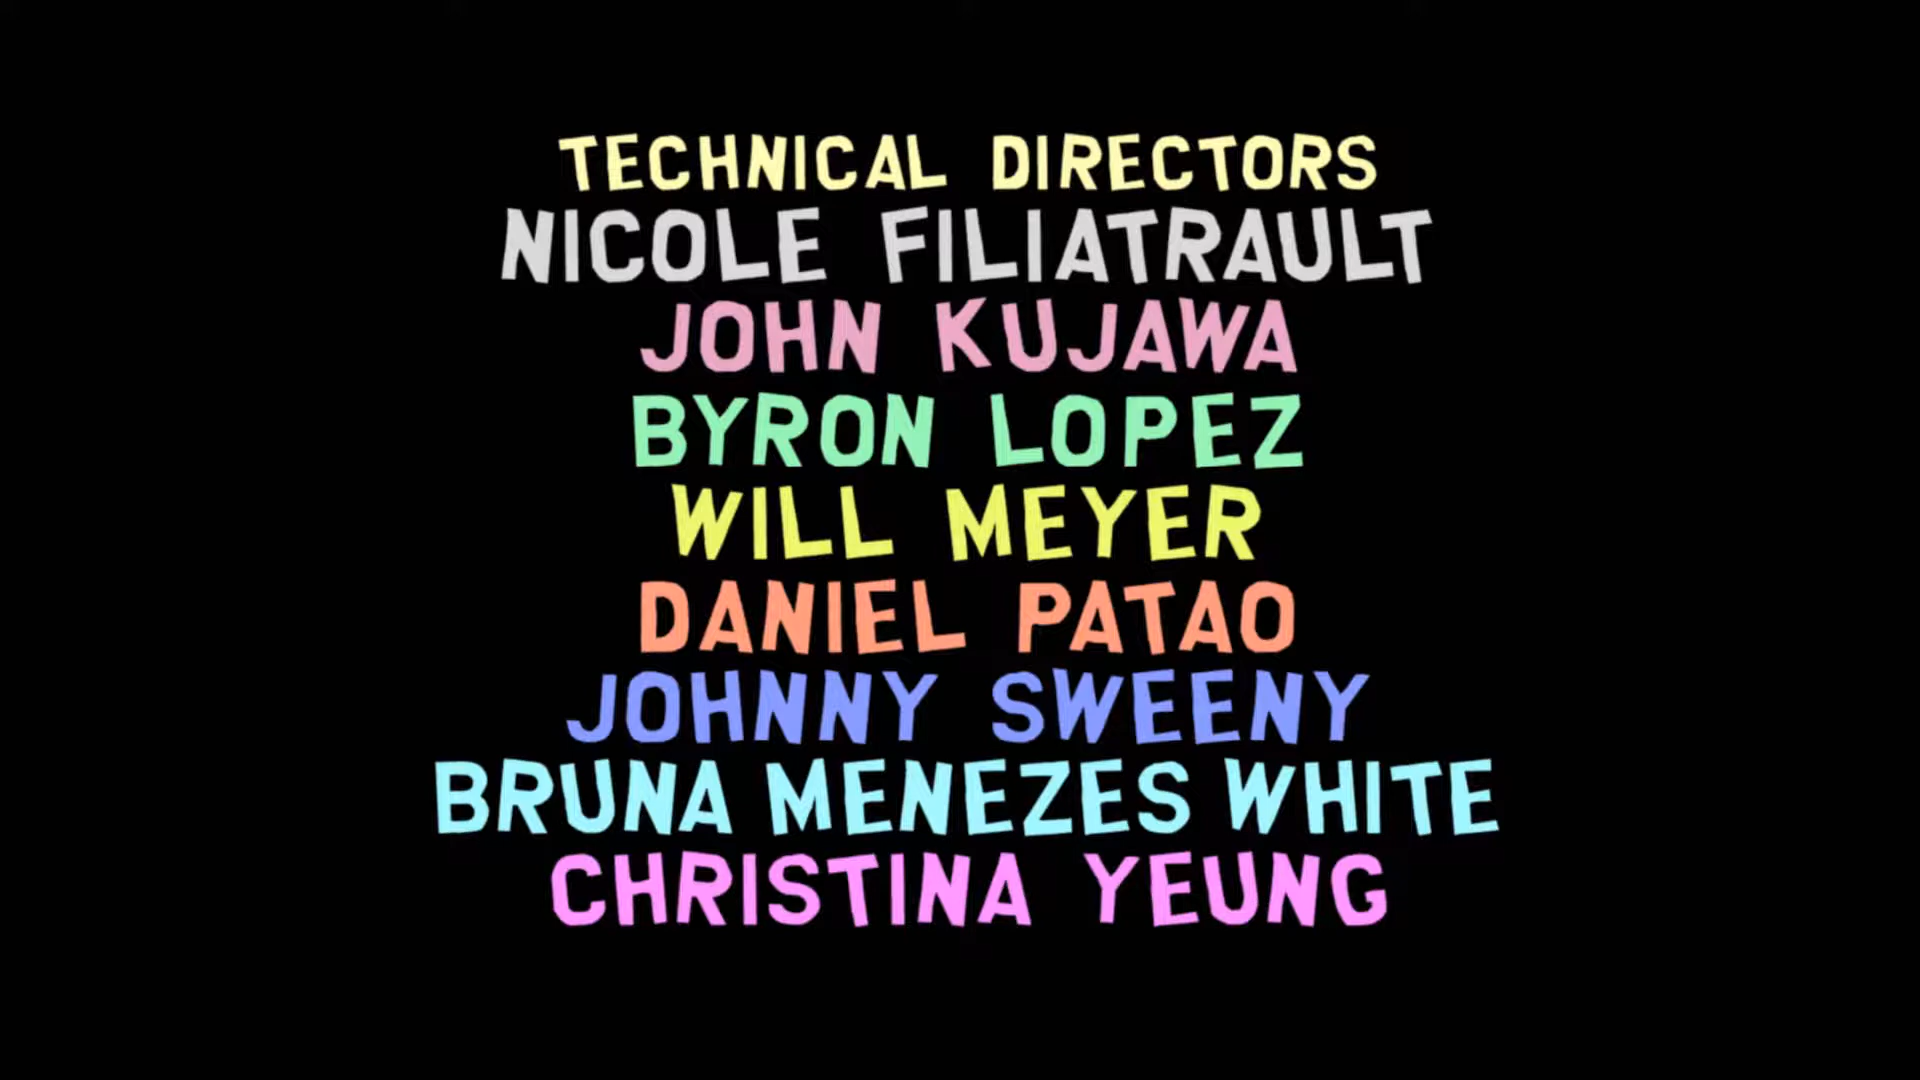 TECHNICAL DIRECTORS
NICOLE FILIATRAULT
JOHN KUJAWA
BYRON LOPEZ
WILL MEYER
DANIEL PATAO
JOHNNY SWEENY
BRUNA MENEZES WHITE
CHRISTINA YEUNG